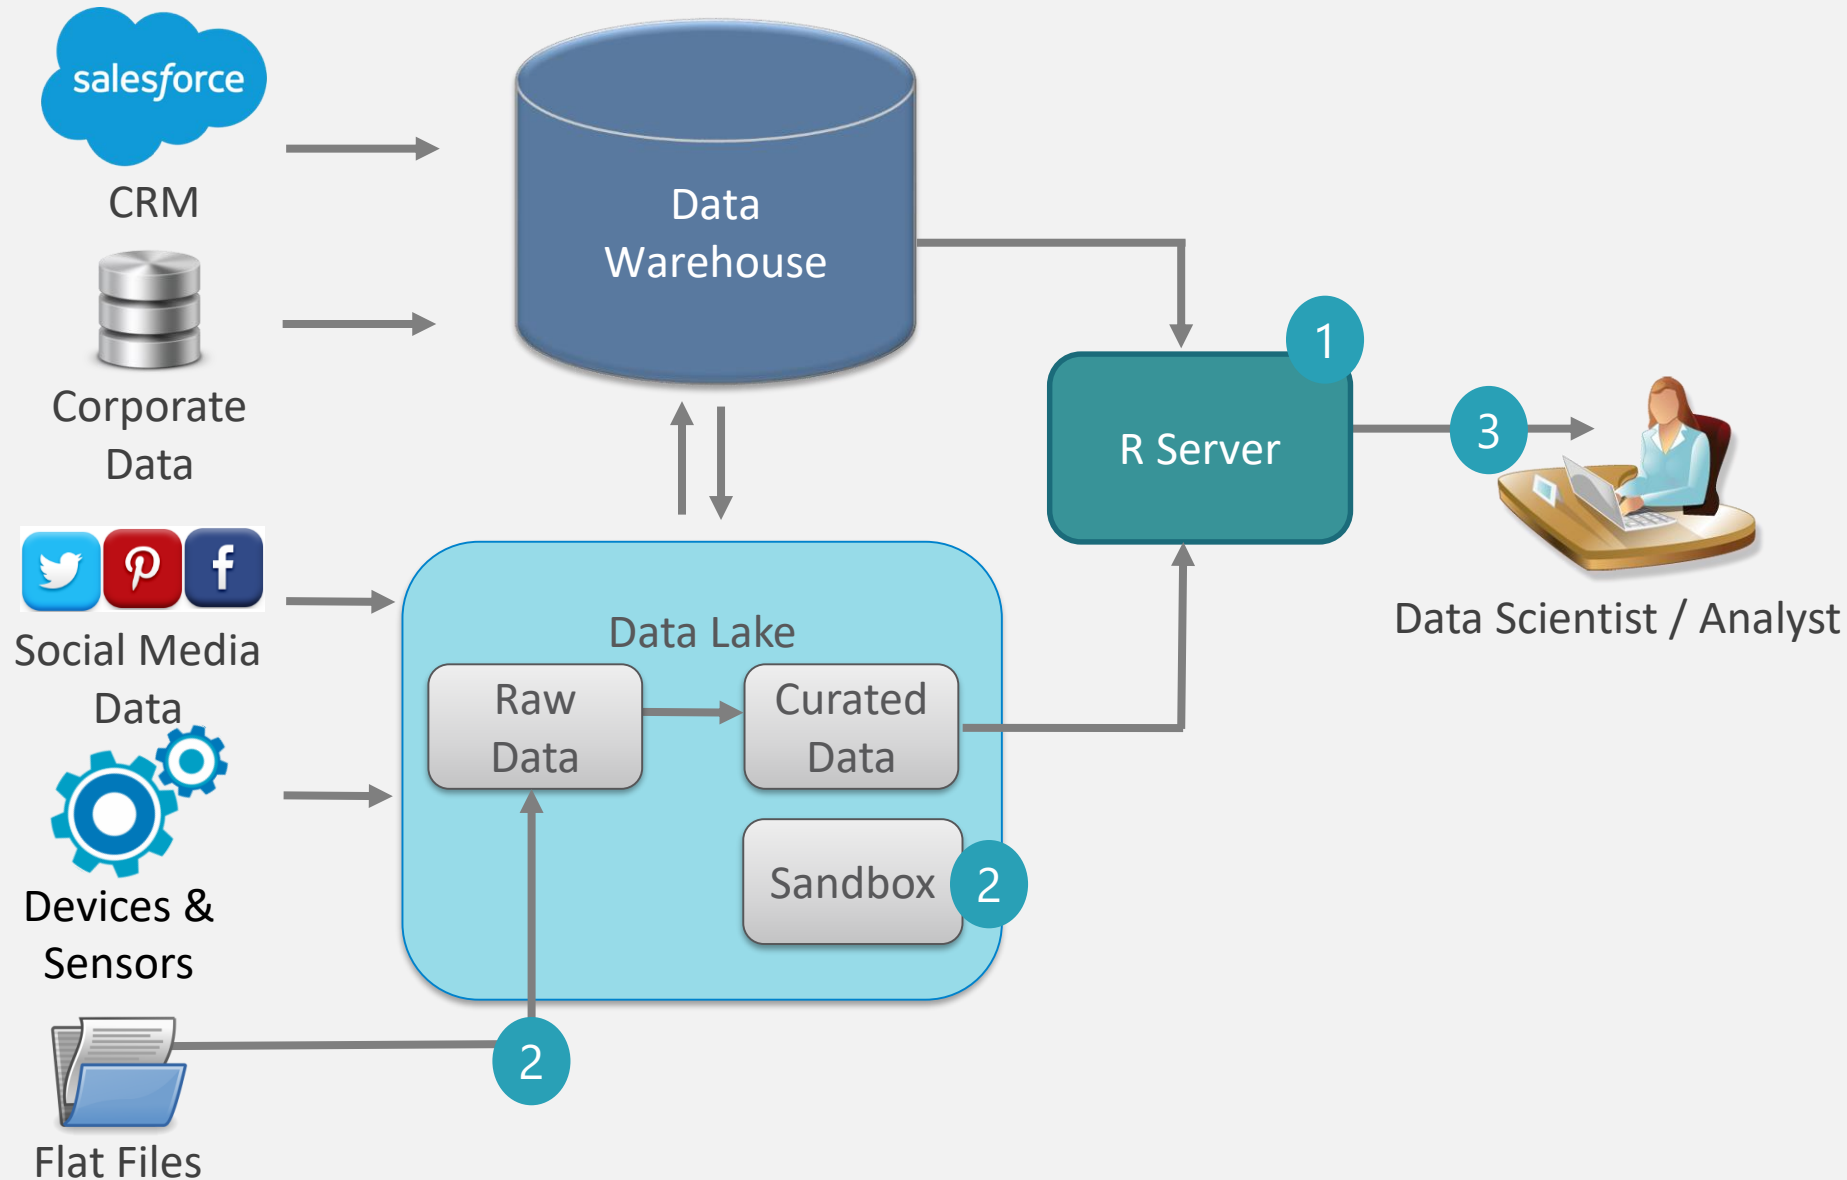 salesforce
CRM
Corporate
Data
Social Media
Data
Devices &
Sensors
Flat Files
Data
Warehouse
Data Lake
Raw
Data
Curated
Data
Sandbox
2
2
R Server
1
3
Data Scientist / Analyst